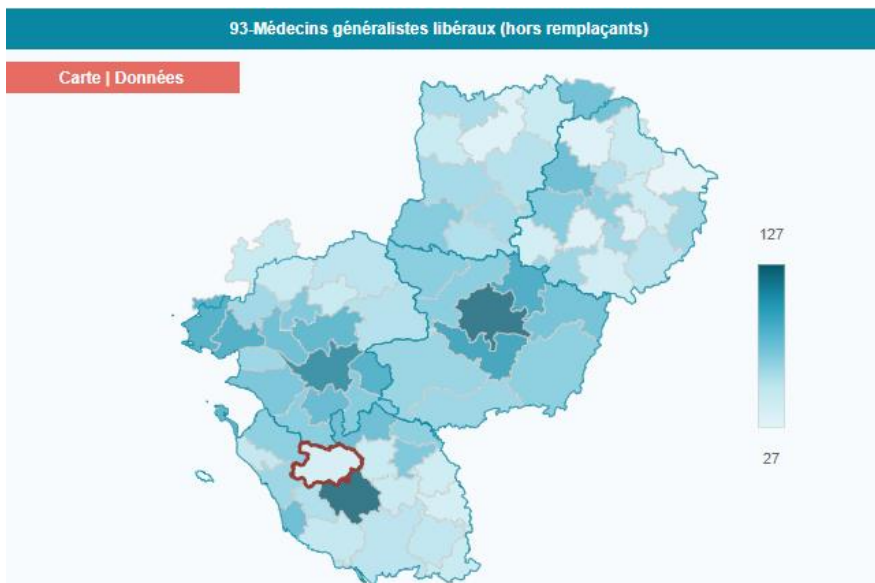 93-Médecins généralistes libéraux (hors remplaçants)
Carte | Données
127
27